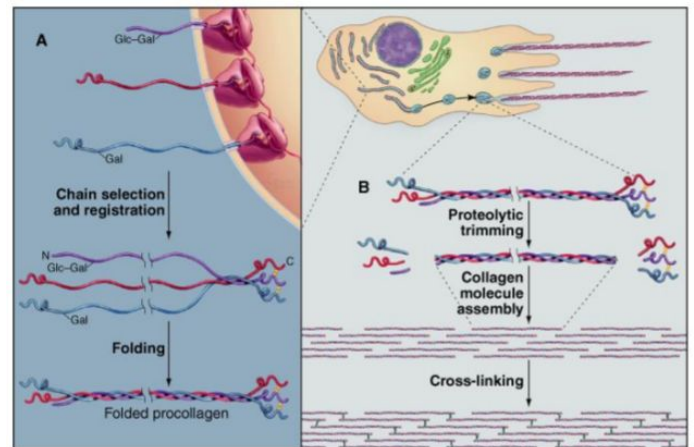 A
Glc–Gal
Gal
Chain selection
and registration
N
Glc–Gal
C
Gal
Folding
Folded procollagen
B
Proteolytic
trimming
Collagen
molecule
assembly
Cross-linking